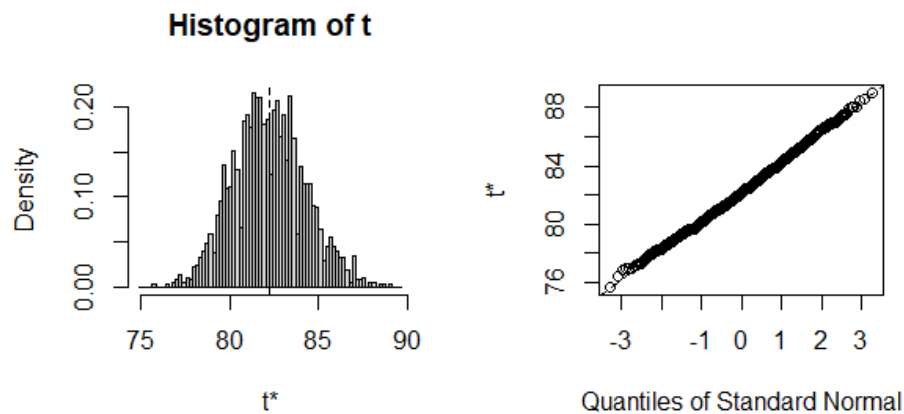 Histogram of t
Density
0.00 0.10 0.20
75 80 85 90
t*
t*
76 80 84 88
-3 -1 0 1 2 3
Quantiles of Standard Normal